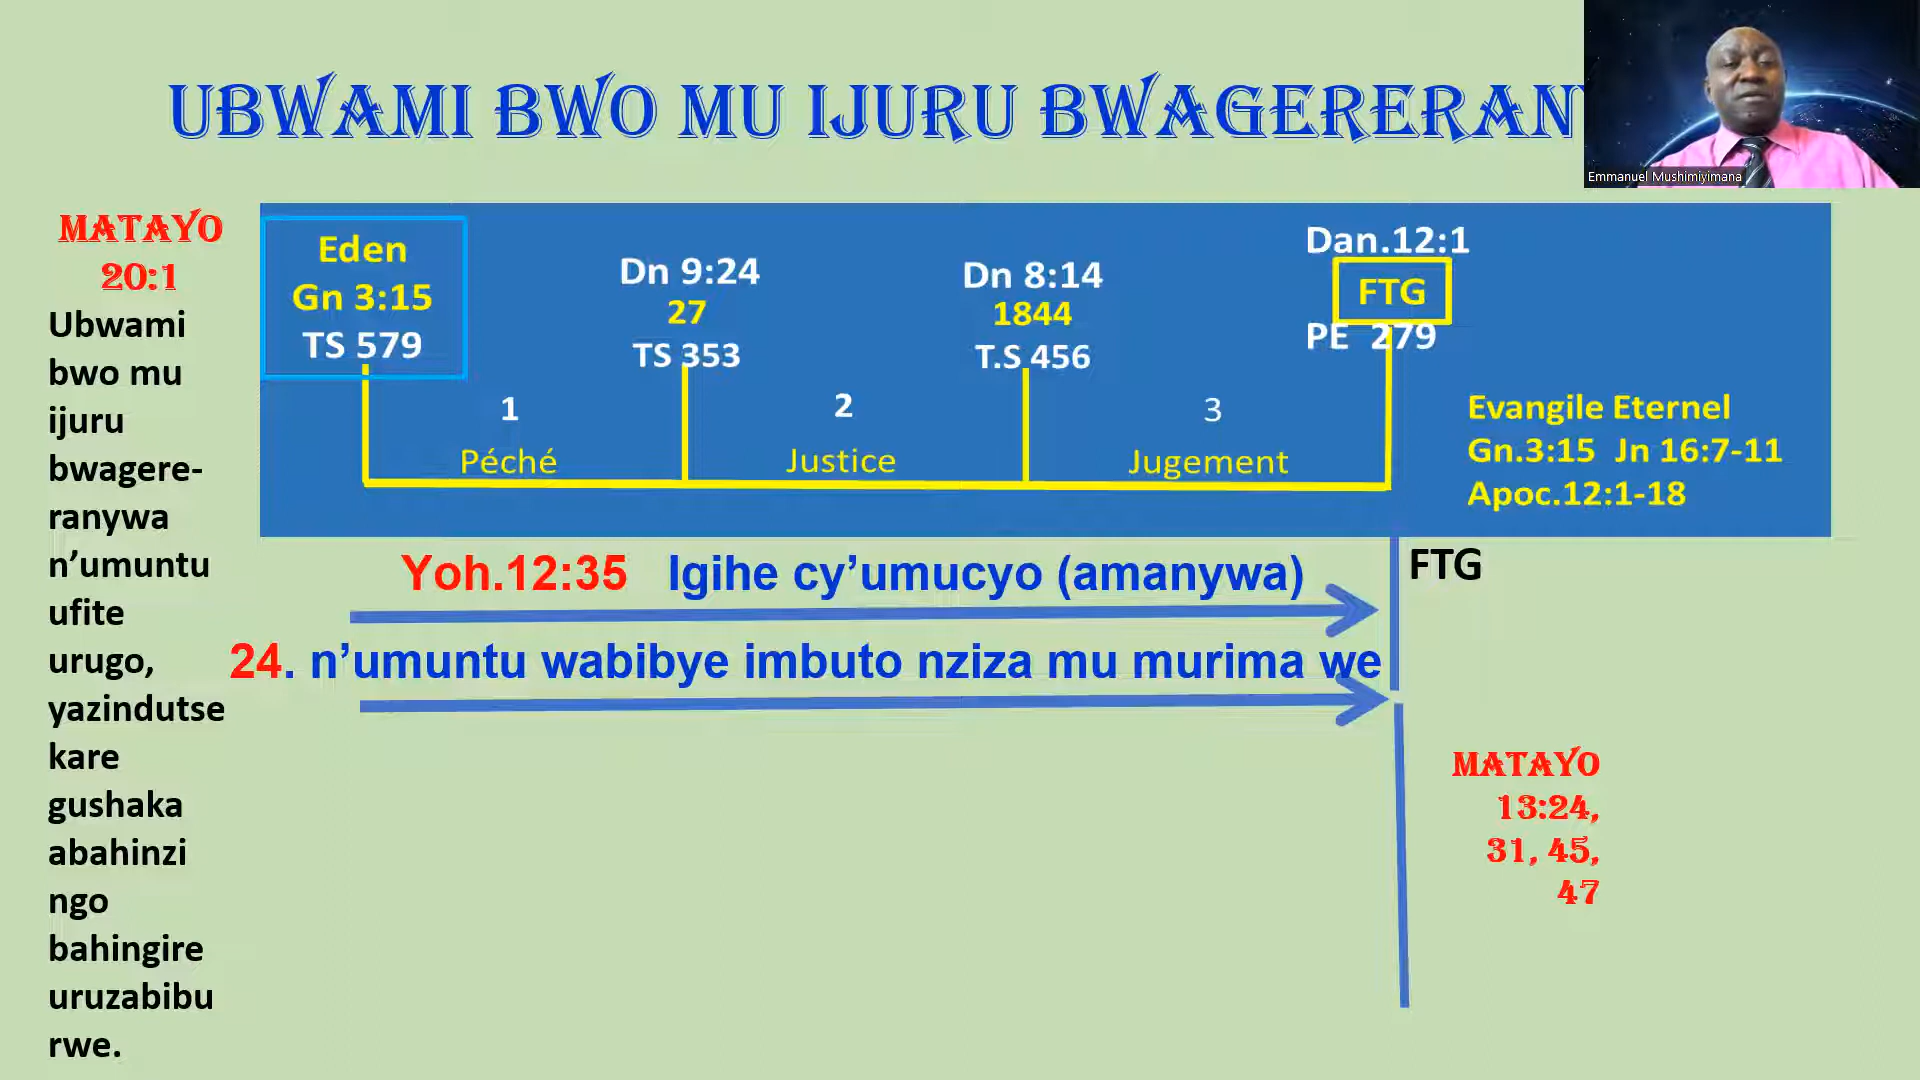 UBWAMI BWO MU IJURU BWAGERERAN
Emmanuel Mushimiyimana
MATAYO
20:1
Ubwami
bwo mu
ijuru
bwagere-
ranywa
n’umuntu
ufite
urugo,
yazindutse
kare
gushaka
abahinzi
ngo
bahingire
uruzabibu
rwe.
Eden
Gn 3:15
TS 579
Dn 9:24
27
TS 353
Dn 8:14
1844
T.S 456
Dan.12:1
FTG
PE 279
1
Péché
2
Justice
3
Jugement
Evangile Eternel
Gn.3:15 Jn 16:7-11
Apoc.12:1-18
Yoh.12:35 Igihe cy’umucyo (amanywa)
FTG
24. n’umuntu wabibye imbuto nziza mu murima we
MATAYO
13:24,
31, 45,
47